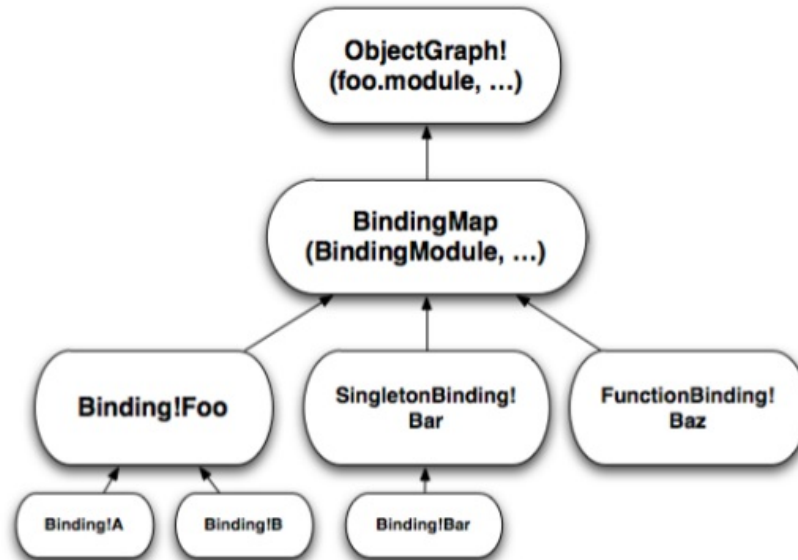 ObjectGraph!
(foo.module, ...)
BindingMap
(BindingModule, ...)
Binding!Foo
SingletonBinding!
Bar
FunctionBinding!
Baz
Binding!A
Binding!B
Binding!Bar